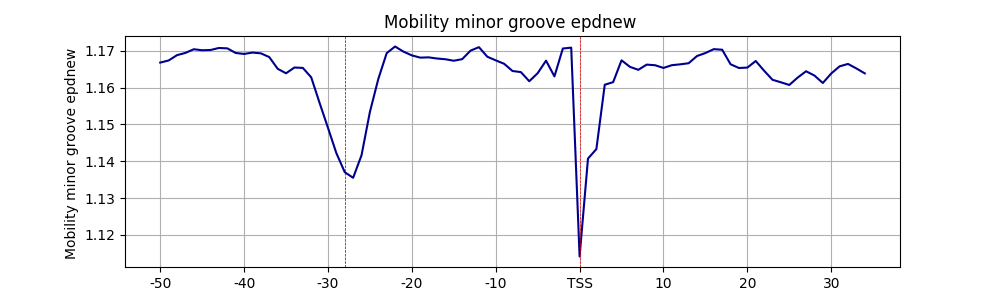 Mobility minor groove epdnew
Mobility minor groove epdnew
1.17
1.16
1.15
1.14
1.13
1.12
-50 -40 -30 -20 -10 TSS 10 20 30